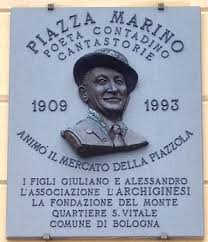 PIAZZA MARINO
POETA CONTADINO
CANTASTORIE
1909 1993
ANIMÒ IL MERCATO DELLA PIAZZOLA
I FIGLI GIULIANO E ALESSANDRO
L'ASSOCIAZIONE L'ARCHIGINESI
LA FONDAZIONE DEL MONTE
QUARTIERE S. VITALE
COMUNE DI BOLOGNA